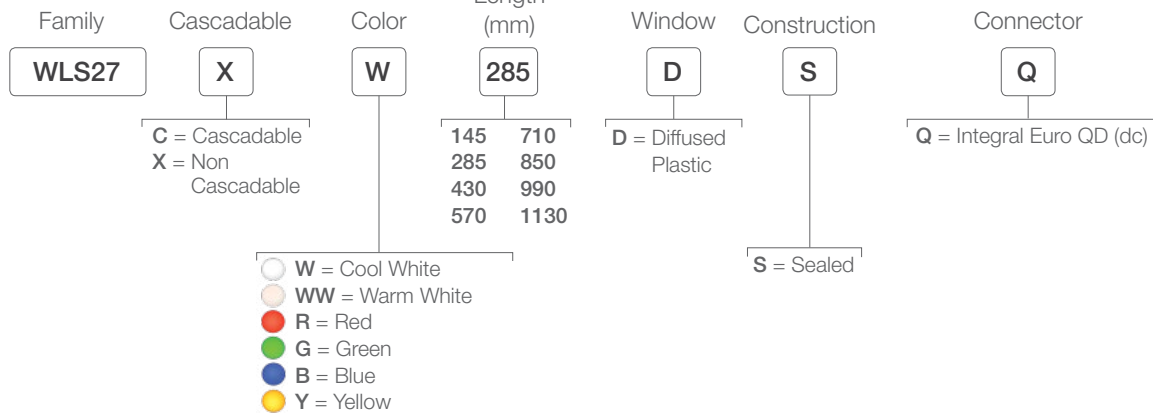 Length
Family Cascadable Color (mm) Window Construction Connector
WLS27 X W 285 D S Q
C = Cascadable
X = Non
Cascadable
145 710
285 850
430 990
570 1130
D = Diffused
Plastic
Q = Integral Euro QD (dc)
S = Sealed
W = Cool White
WW = Warm White
R = Red
G = Green
B = Blue
Y = Yellow